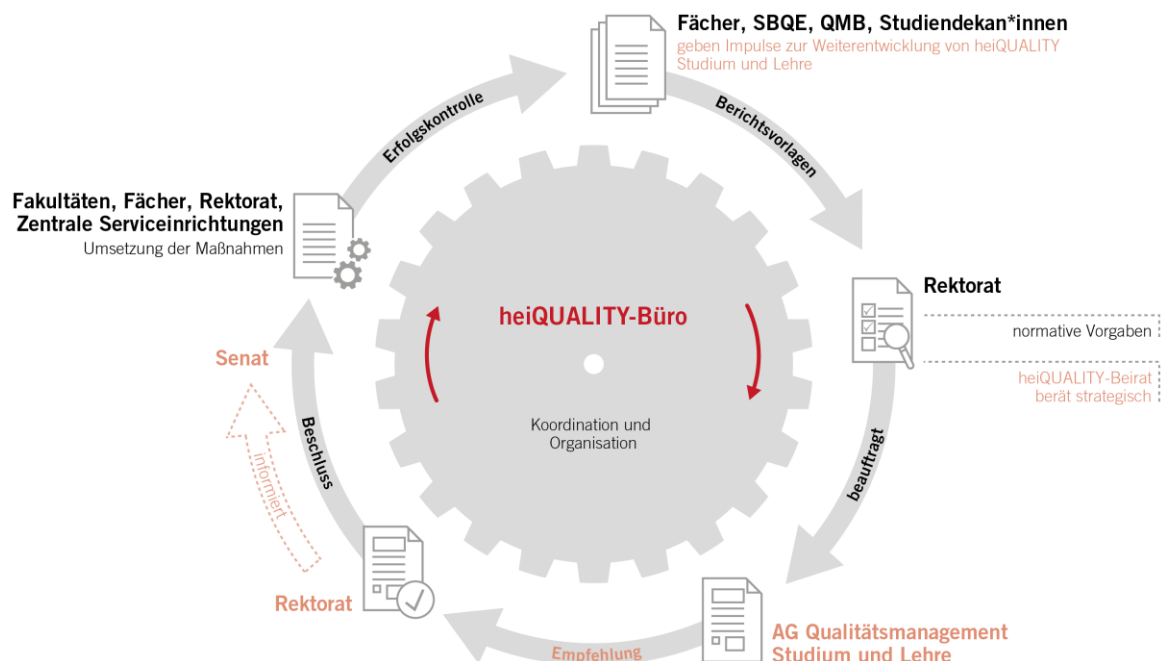 Fächer, SBQE, QMB, Studiendekan*innen
geben Impulse zur Weiterentwicklung von heiQUALITY
Studium und Lehre
Erfolgskontrolle
Berichtsvorlagen
Fakultäten, Fächer, Rektorat,
Zentrale Serviceinrichtungen
Umsetzung der Maßnahmen
Rektorat
normative Vorgaben
heiQUALITY-Beirat
berät strategisch
heiQUALITY-Büro
Koordination und
Organisation
Senat
informiert
Beschluss
beauftragt
Rektorat
Empfehlung
AG Qualitätsmanagement
Studium und Lehre